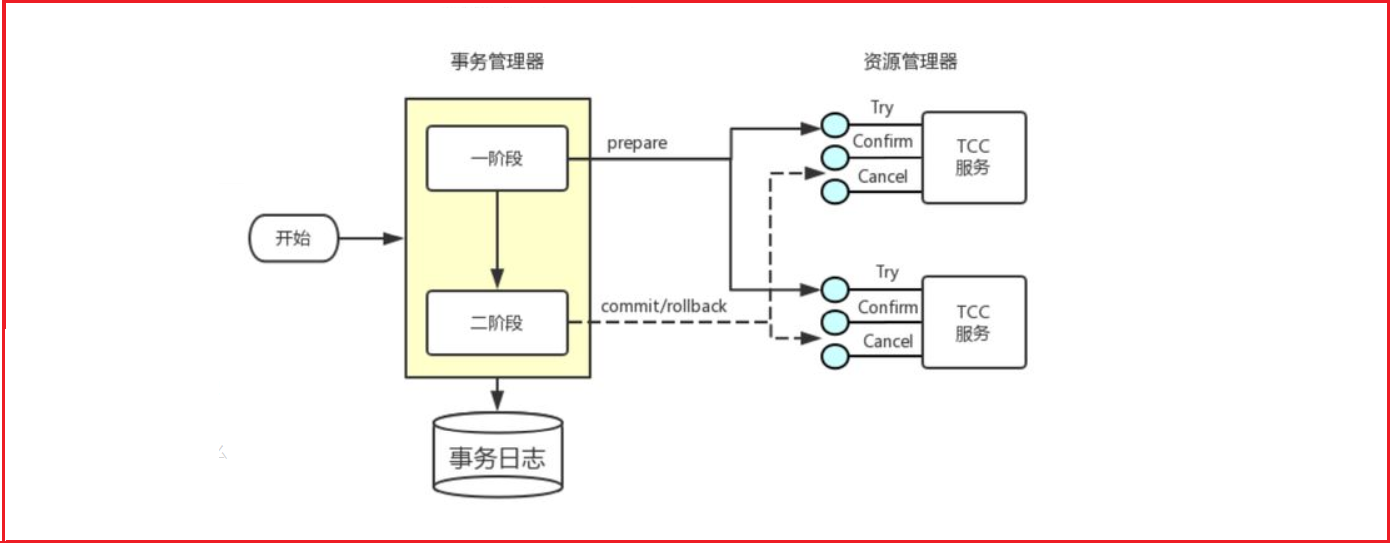 事务管理器
资源管理器
开始
一阶段
prepare
二阶段
commit/rollback
事务日志
Try
Confirm
Cancel
TCC
服务
Try
Confirm
Cancel
TCC
服务